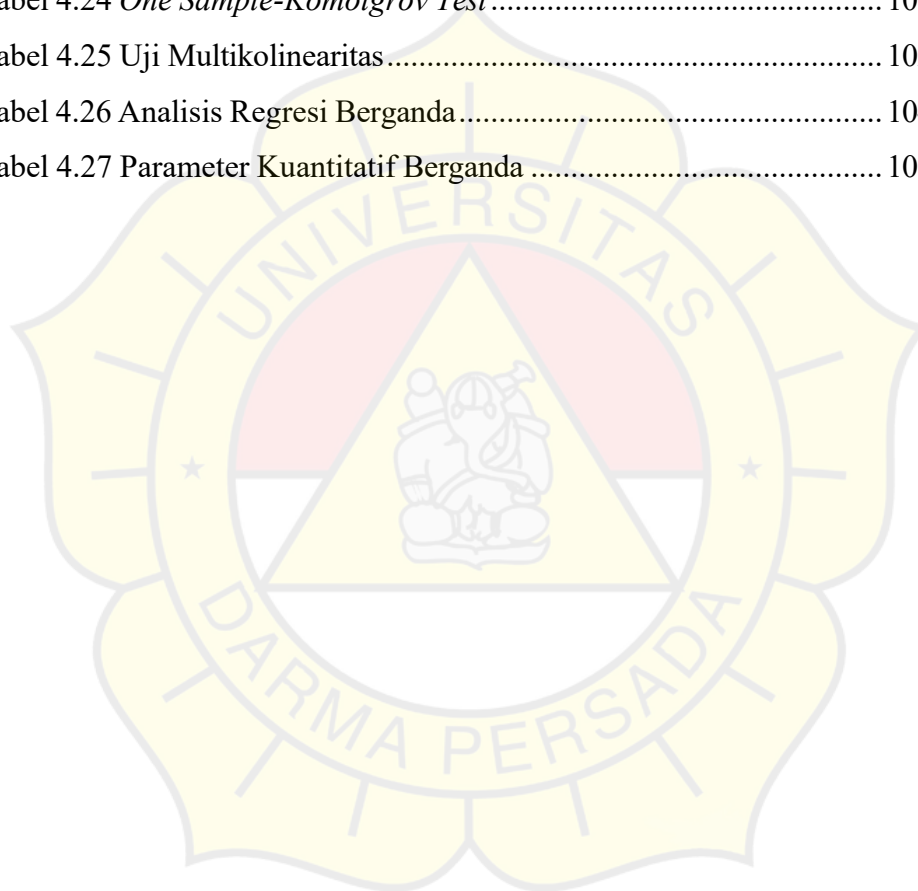 abel 4.24 One Sample-Komolgrov Test ........................................ 10
abel 4.25 Uji Multikolinearitas ........................................ 10
abel 4.26 Analisis Regresi Berganda ........................................ 10
abel 4.27 Parameter Kuantitatif Berganda ........................................ 10
UNIVERSITAS
DARMA PERSADA